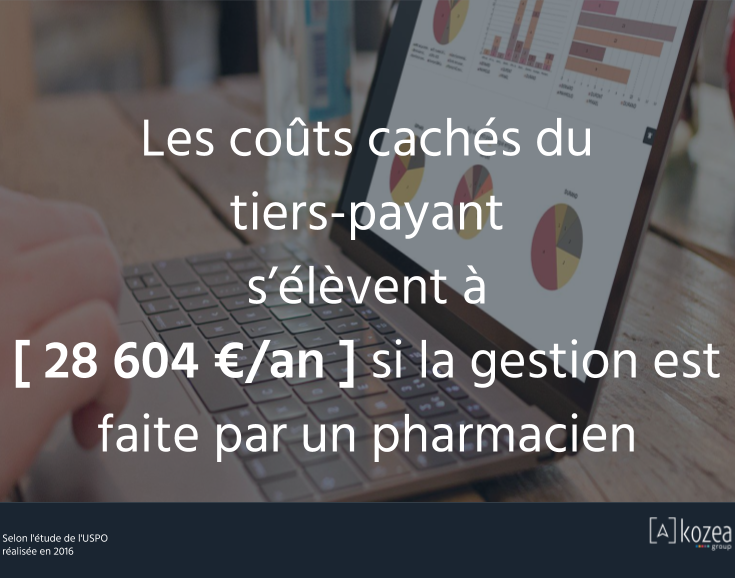 Les coûts cachés du
tiers-payant
s’élèvent à
[ 28 604 €/an ] si la gestion est
faite par un pharmacien
Selon l'étude de l'USPO
réalisée en 2016
[A] kozea
group